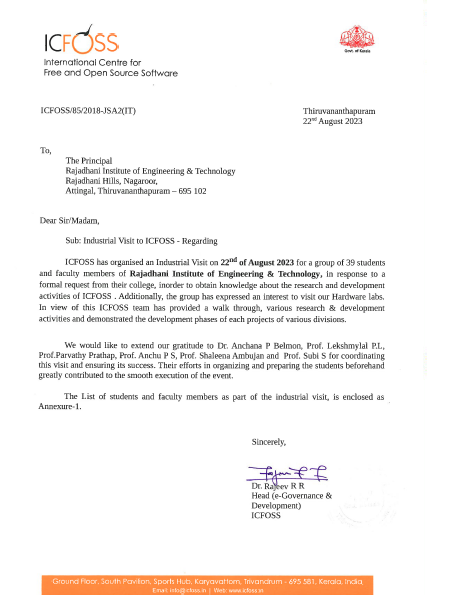 ICFOSS
International Centre for
Free and Open Source Software
Govt. of Kerala
ICFOSS/85/2018-JSA2(IT)
Thiruvananthapuram
22nd August 2023
To,
The Principal
Rajadhani Institute of Engineering & Technology
Rajadhani Hills, Nagaroor,
Attingal, Thiruvananthapuram – 695 102
Dear Sir/Madam,
Sub: Industrial Visit to ICFOSS - Regarding
ICFOSS has organised an Industrial Visit on 22nd of August 2023 for a group of 39 students
and faculty members of Rajadhani Institute of Engineering & Technology, in response to a
formal request from their college, inorder to obtain knowledge about the research and development
activities of ICFOSS . Additionally, the group has expressed an interest to visit our Hardware labs.
In view of this ICFOSS team has provided a walk through, various research & development
activities and demonstrated the development phases of each projects of various divisions.
We would like to extend our gratitude to Dr. Anchana P Belmon, Prof. Lekshmylal P.L,
Prof.Parvathy Prathap, Prof. Anchu P S, Prof. Shaleena Ambujan and Prof. Subi S for coordinating
this visit and ensuring its success. Their efforts in organizing and preparing the students beforehand
greatly contributed to the smooth execution of the event.
The List of students and faculty members as part of the industrial visit, is enclosed as
Annexure-1.
Sincerely,
Dr. Rajeev R R
Head (e-Governance &
Development)
ICFOSS
Ground Floor, South Pavilion, Sports Hub, Karyavattom, Trivandrum - 695 581, Kerala, India,
Email: info@icfoss.in | Web: www.icfoss.in